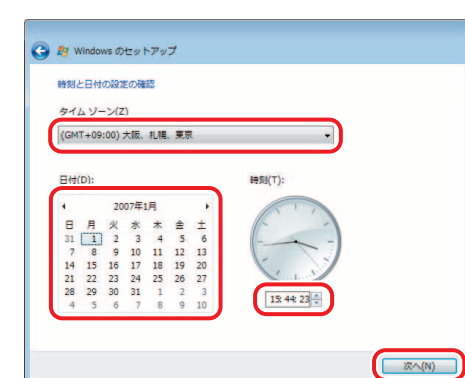 Windows のセットアップ
時刻と日付の設定の確認
タイム ゾーン(Z)
(GMT+09:00) 大阪、札幌、東京
日付(D):
2007年1月
日 月 火 水 木 金 土
31 1 2 3 4 5 6
7 8 9 10 11 12 13
14 15 16 17 18 19 20
21 22 23 24 25 26 27
28 29 30 31 1 2 3
4 5 6 7 8 9 10
時刻(T):
15:44:23
次へ(N)